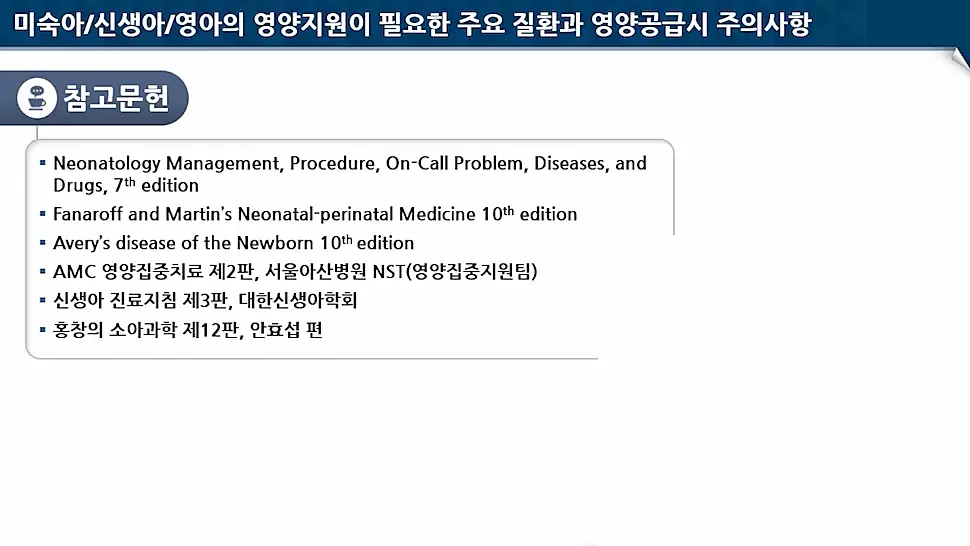 미숙아/신생아/영아의 영양지원이 필요한 주요 질환과 영양공급시 주의사항
참고문헌
▪ Neonatology Management, Procedure, On-Call Problem, Diseases, and
Drugs, 7th edition
▪ Fanaroff and Martin's Neonatal-perinatal Medicine 10th edition
▪ Avery's disease of the Newborn 10th edition
▪ AMC 영양집중치료 제2판, 서울아산병원 NST(영양집중지원팀)
▪ 신생아 진료지침 제3판, 대한신생아학회
▪ 홍창의 소아과학 제12판, 안효섭 편